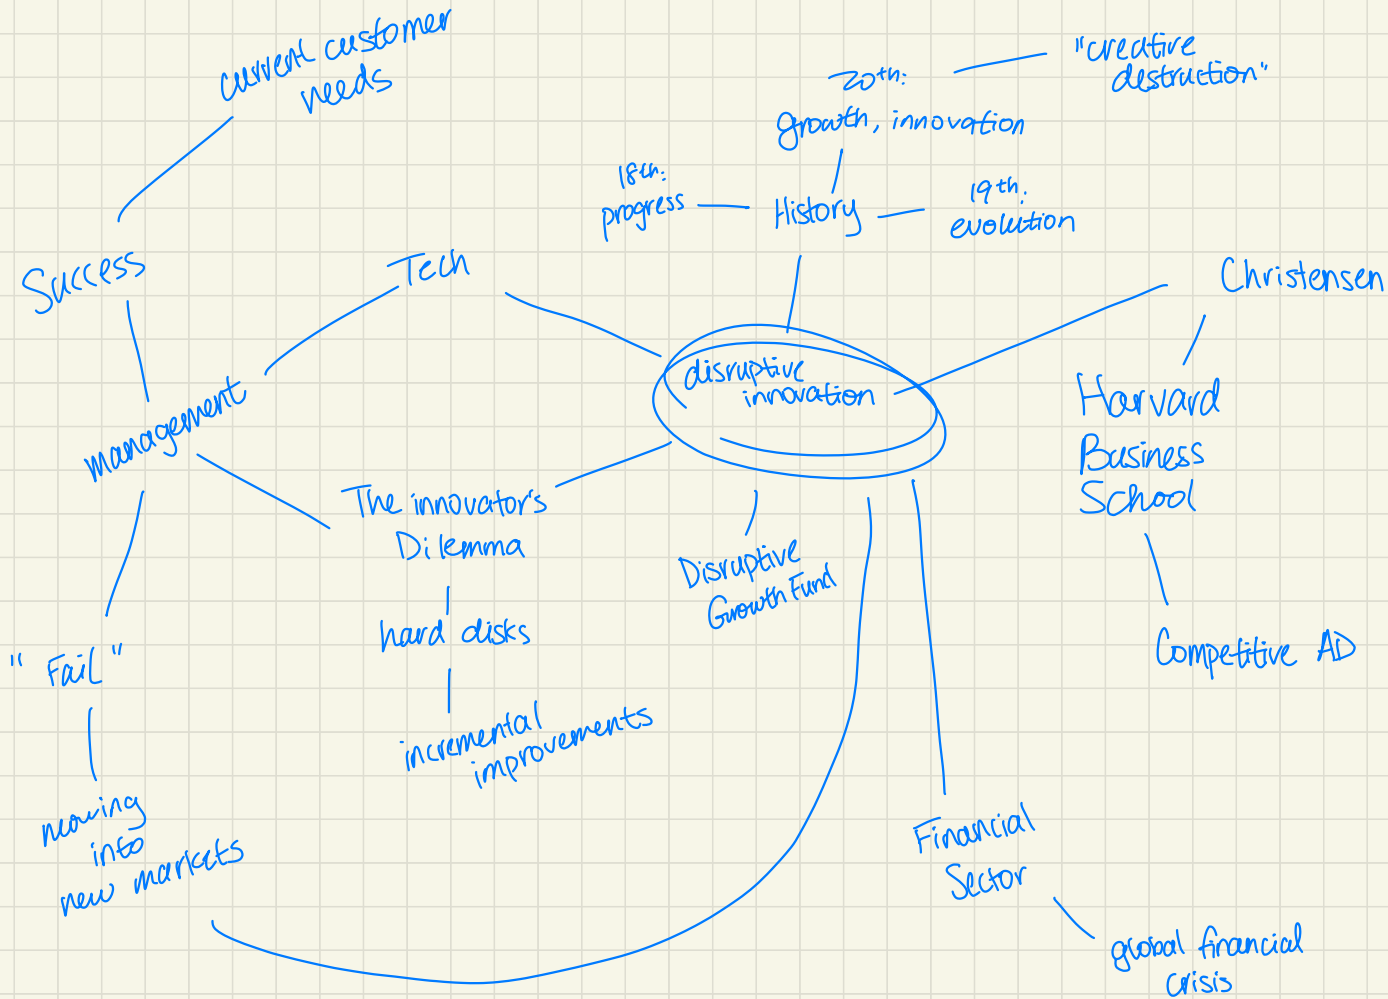 current customer
needs
"creative
destruction"
20th:
growth, innovation
18th:
progress
History
19th:
evolution
Success
Tech
Christensen
disruptive
innovation
management
Harvard
Business
School
The innovator's
Dilemma
Disruptive
Growth Fund
hard disks
"Fail"
Competitive AD
incremental
improvements
moving
into
new markets
Financial
Sector
global financial
crisis